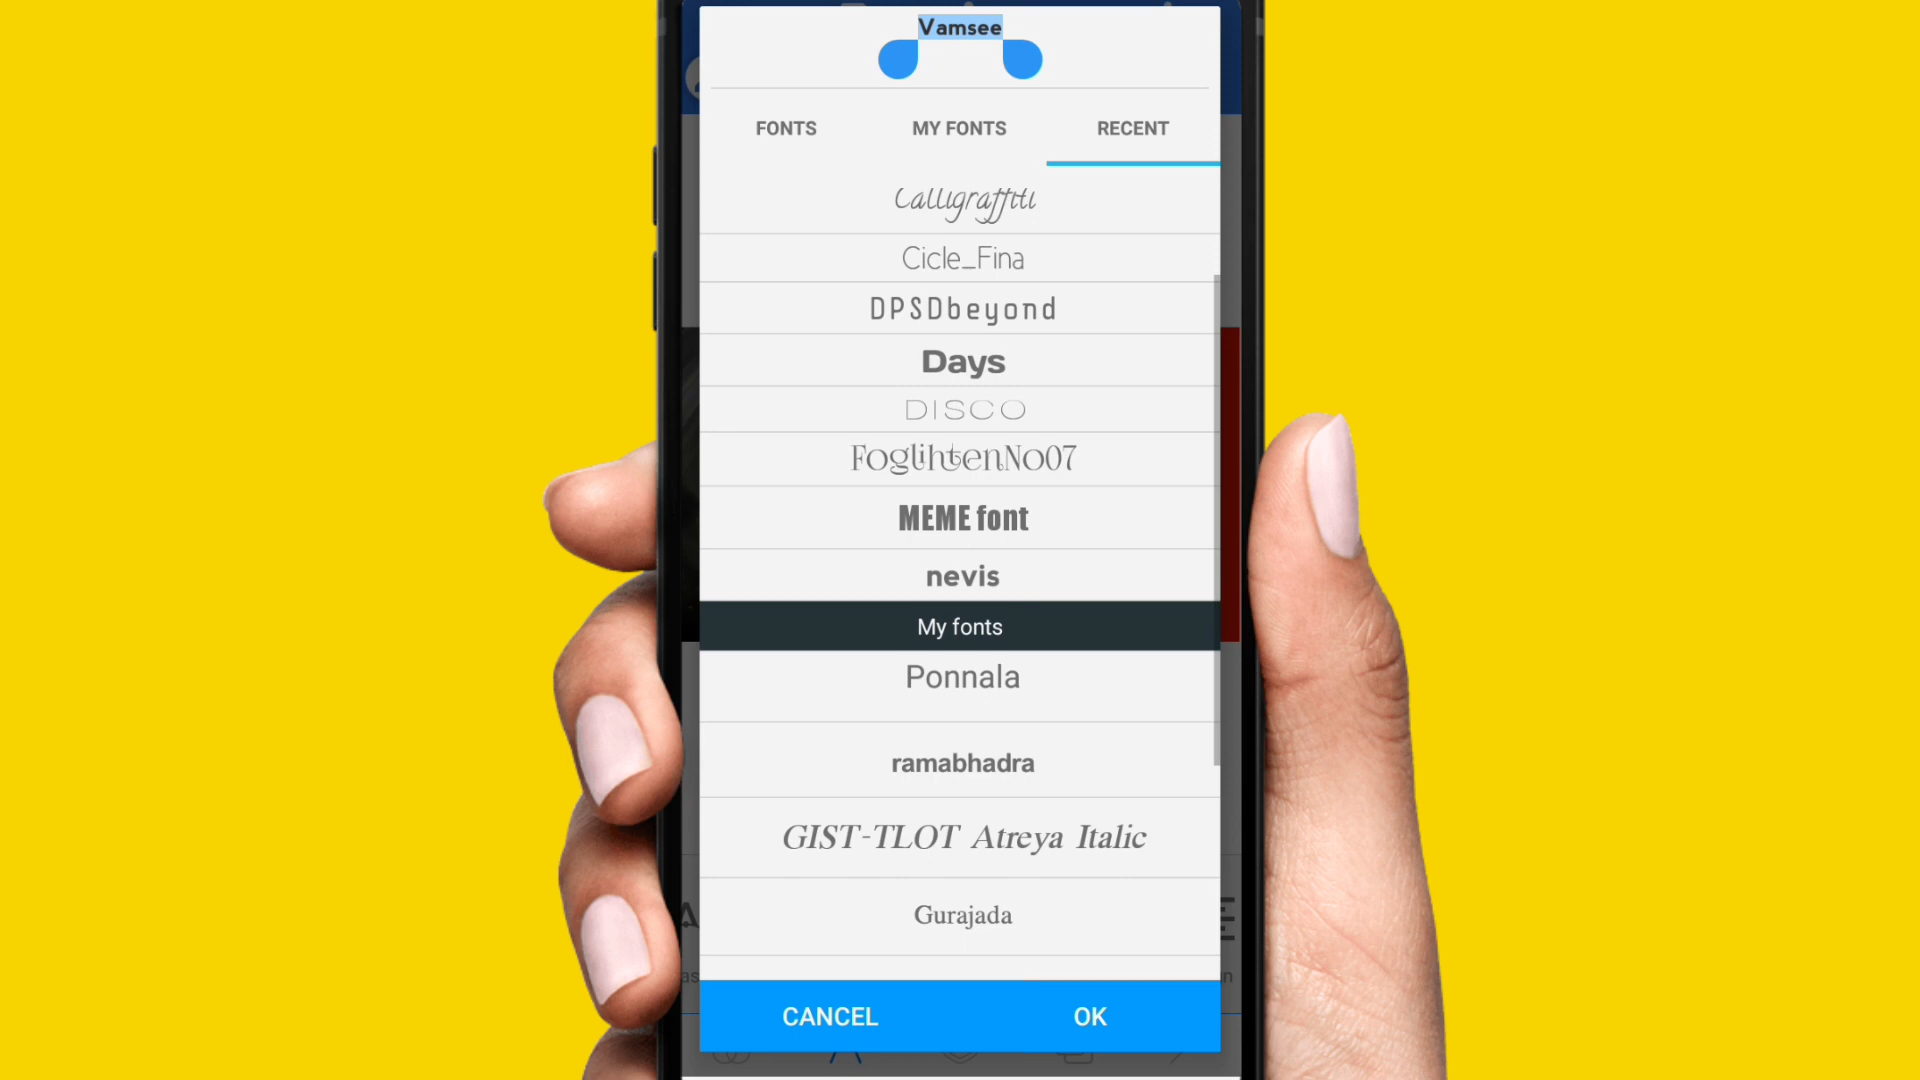 Vamsee
FONTS MY FONTS RECENT
Calligraffiti
Cicle_Fina
DPSDbeyond
Days
DISCO
FoglihtenNo07
MEME font
nevis
My fonts
Ponnala
ramabhadra
GIST-TLOT Atreya Italic
Gurajada
CANCEL OK